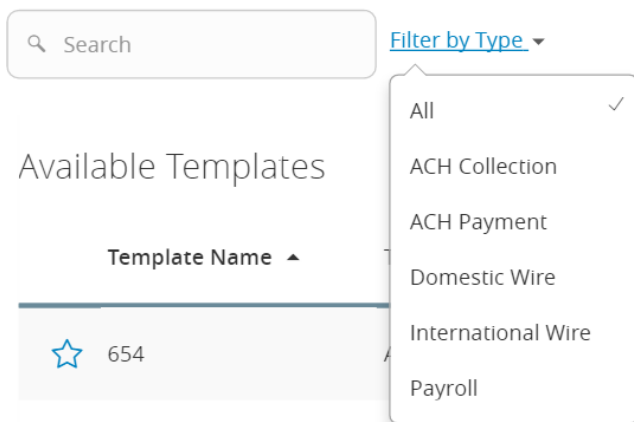 Search
Filter by Type
All
ACH Collection
Available Templates
ACH Payment
Template Name
Domestic Wire
International Wire
654
Payroll